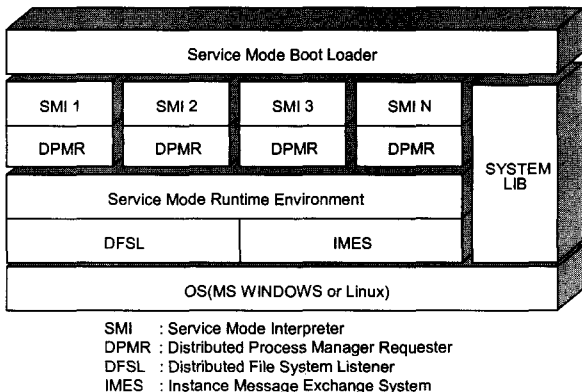 Service Mode Boot Loader
SMI 1
SMI 2
SMI 3
SMI N
DPMR
DPMR
DPMR
DPMR
SYSTEM
LIB
Service Mode Runtime Environment
DFSL
IMES
OS(MS WINDOWS or Linux)
SMI : Service Mode Interpreter
DPMR : Distributed Process Manager Requester
DFSL : Distributed File System Listener
IMES : Instance Message Exchange System